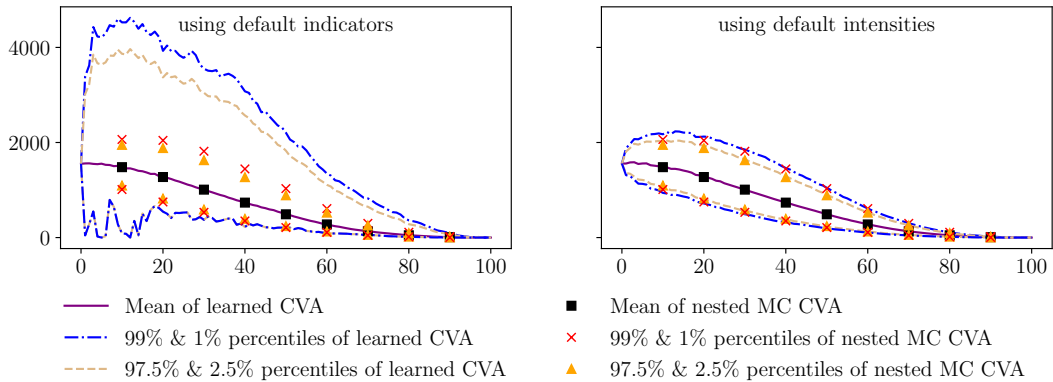 using default indicators
using default intensities
4000
2000
0
0 20 40 60 80 100
0 20 40 60 80 100
Mean of learned CVA
99% & 1% percentiles of learned CVA
97.5% & 2.5% percentiles of learned CVA
Mean of nested MC CVA
99% & 1% percentiles of nested MC CVA
97.5% & 2.5% percentiles of nested MC CVA